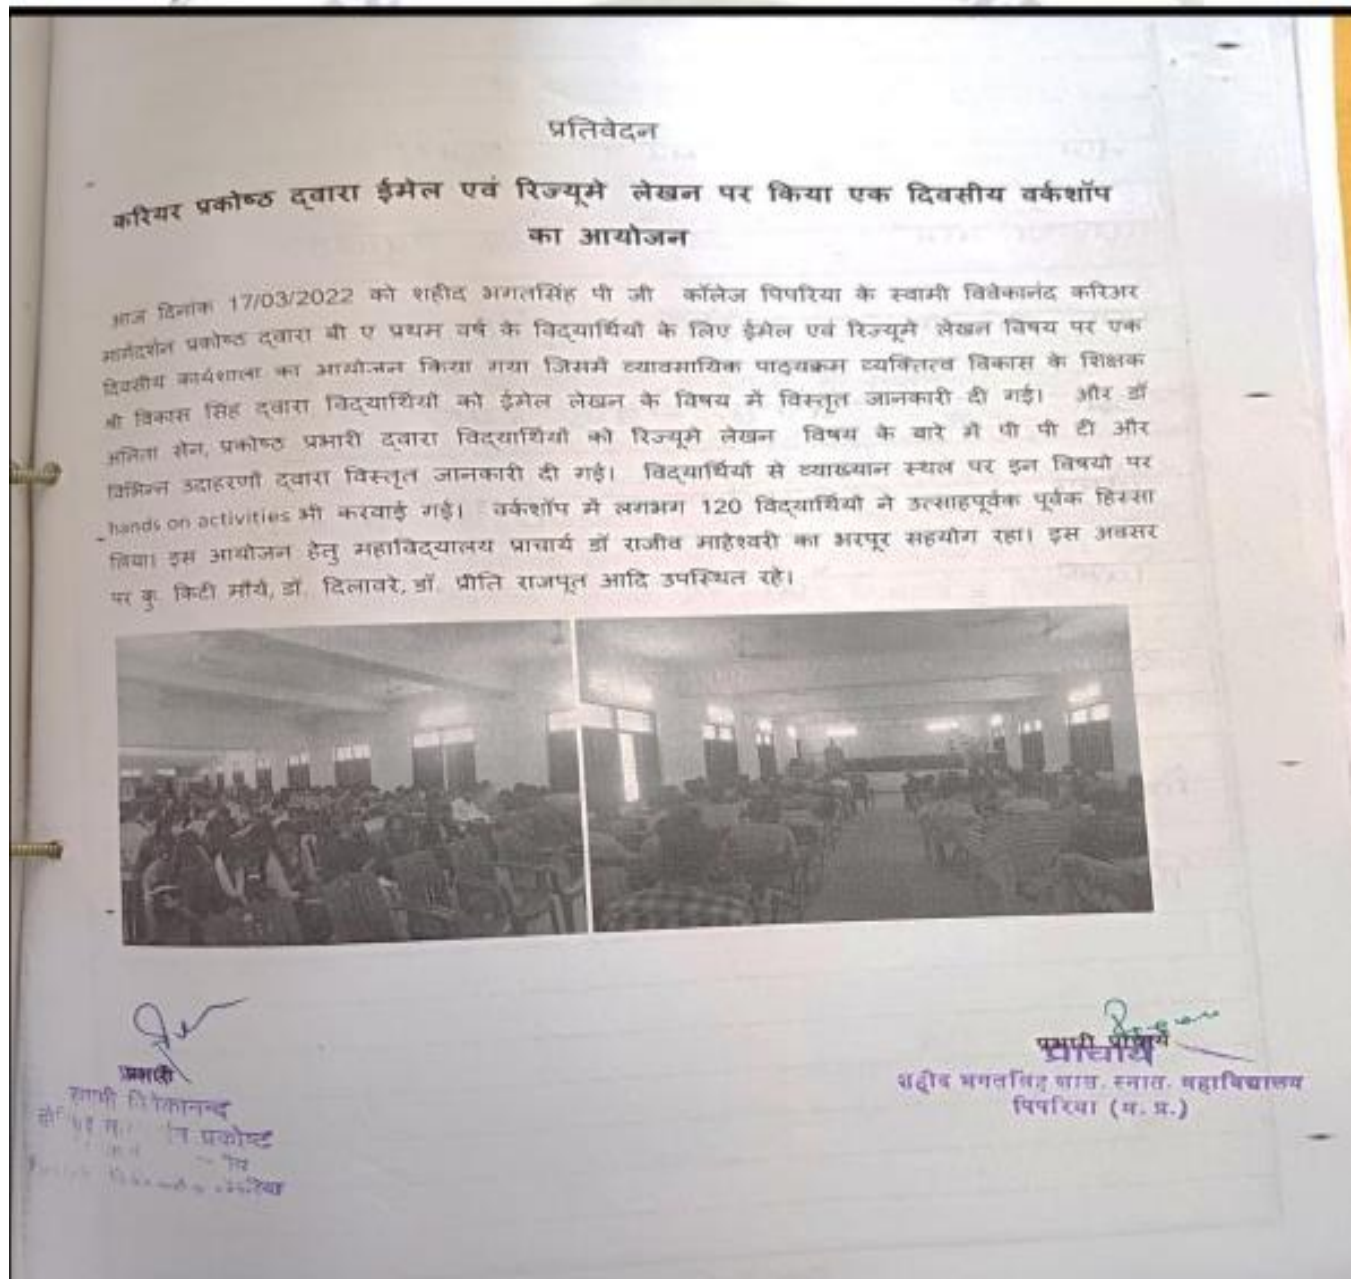 प्रतिवेदन
करियर प्रकोष्ठ द्वारा ईमेल एवं रिज्यूमे लेखन पर किया एक दिवसीय वर्कशॉप
का आयोजन
आज दिनांक 17/03/2022 को शहीद भगतसिंह पी जी कॉलेज पिपरिया के स्वामी विवेकानंद करिअर
मार्गदर्शन प्रकोष्ठ द्वारा बी ए प्रथम वर्ष के विद्यार्थियों के लिए ईमेल एवं रिज्यूमे लेखन विषय पर एक
दिवसीय कार्यशाला का आयोजन किया गया जिसमें व्यावसायिक पाठ्यक्रम व्यक्तित्व विकास के शिक्षक
श्री विकास सिंह द्वारा विद्यार्थियों को ईमेल लेखन के विषय में विस्तृत जानकारी दी गई। और डॉ
अनिता सेन, प्रकोष्ठ प्रभारी द्वारा विद्यार्थियों को रिज्यूमे लेखन विषय के बारे में पी पी टी और
विभिन्न उदाहरणों द्वारा विस्तृत जानकारी दी गई। विद्यार्थियों से व्याख्यान स्थल पर इन विषयो पर
hands on activities भी करवाई गई। वर्कशॉप में लगभग 120 विद्यार्थियों ने उत्साहपूर्वक पूर्वक हिस्सा
लिया। इस आयोजन हेतु महाविद्यालय प्राचार्य डॉ राजीव माहेश्वरी का भरपूर सहयोग रहा। इस अवसर
पर कु. किटी मौर्य, डॉ. दिलावरे, डॉ. प्रीति राजपूत आदि उपस्थित रहे।
प्रभारी
स्वामी विवेकानन्द
प्रकोष्ठ
प्रभारी प्राचार्य
प्राचार्य
शहीद भगतसिंह शास. स्नात. महाविद्यालय
पिपरिया (म. प्र.)